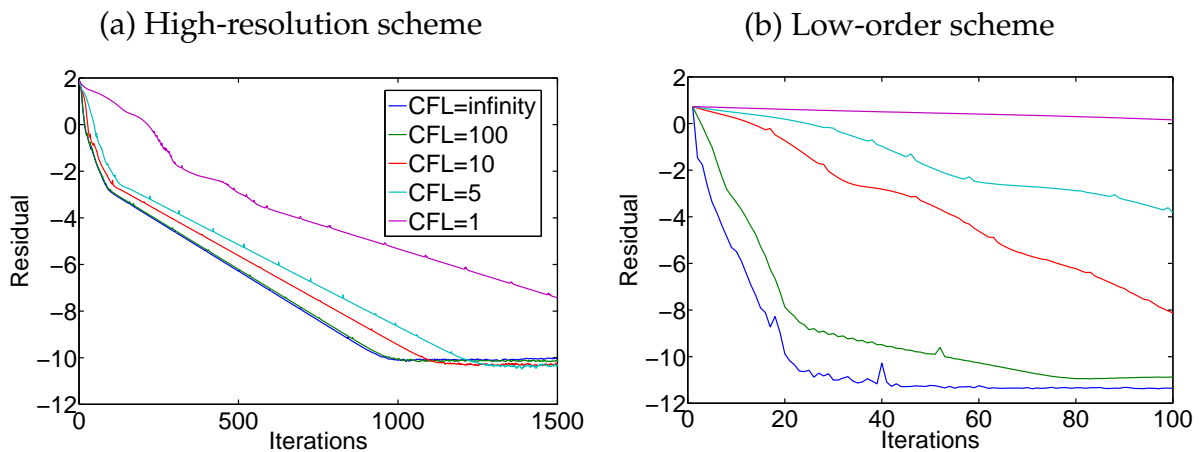 (a) High-resolution scheme
2
0
−2
−4
−6
−8
−10
−12
Residual
0
500
1000
1500
Iterations
CFL=infinity
CFL=100
CFL=10
CFL=5
CFL=1
(b) Low-order scheme
2
0
−2
−4
−6
−8
−10
−12
Residual
0
20
40
60
80
100
Iterations